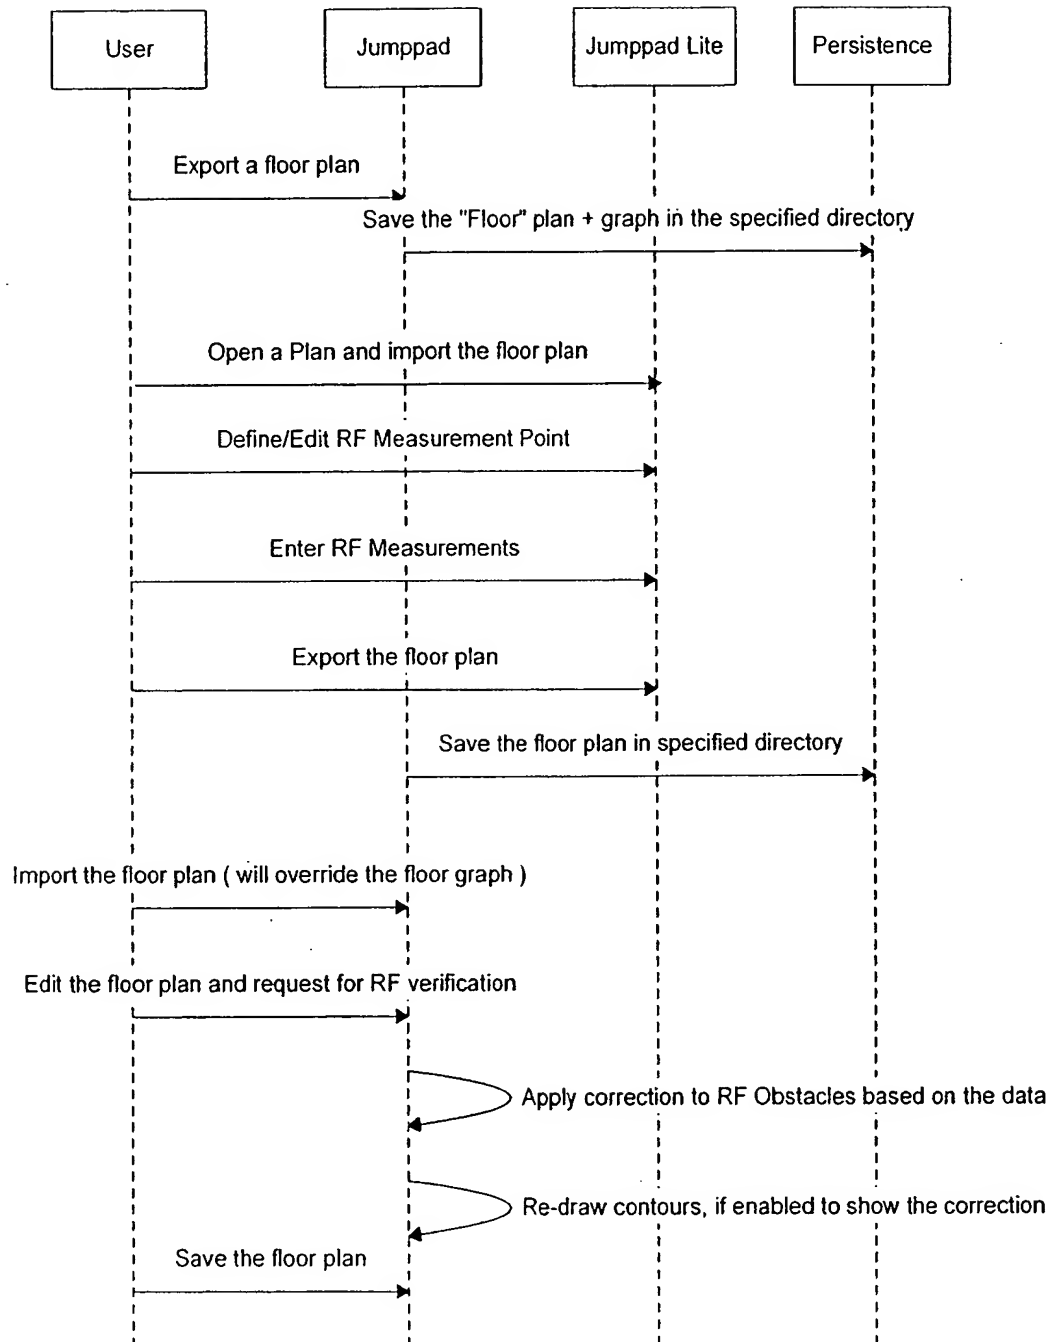 User
Jumppad
Jumppad Lite
Persistence
Export a floor plan
Save the "Floor" plan + graph in the specified directory
Open a Plan and import the floor plan
Define/Edit RF Measurement Point
Enter RF Measurements
Export the floor plan
Save the floor plan in specified directory
Import the floor plan ( will override the floor graph )
Edit the floor plan and request for RF verification
Apply correction to RF Obstacles based on the data
Re-draw contours, if enabled to show the correction
Save the floor plan